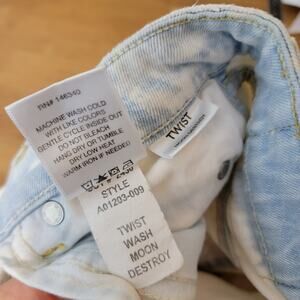 RN# 146340
MACHINE WASH COLD
WITH LIKE COLORS
GENTLE CYCLE INSIDE OUT
DO NOT BLEACH
HANG DRY OR TUMBLE
DRY LOW HEAT
WARM IRON IF NEEDED
STYLE
A01203-009
TWIST
WASH
MOON
DESTROY
TWIST